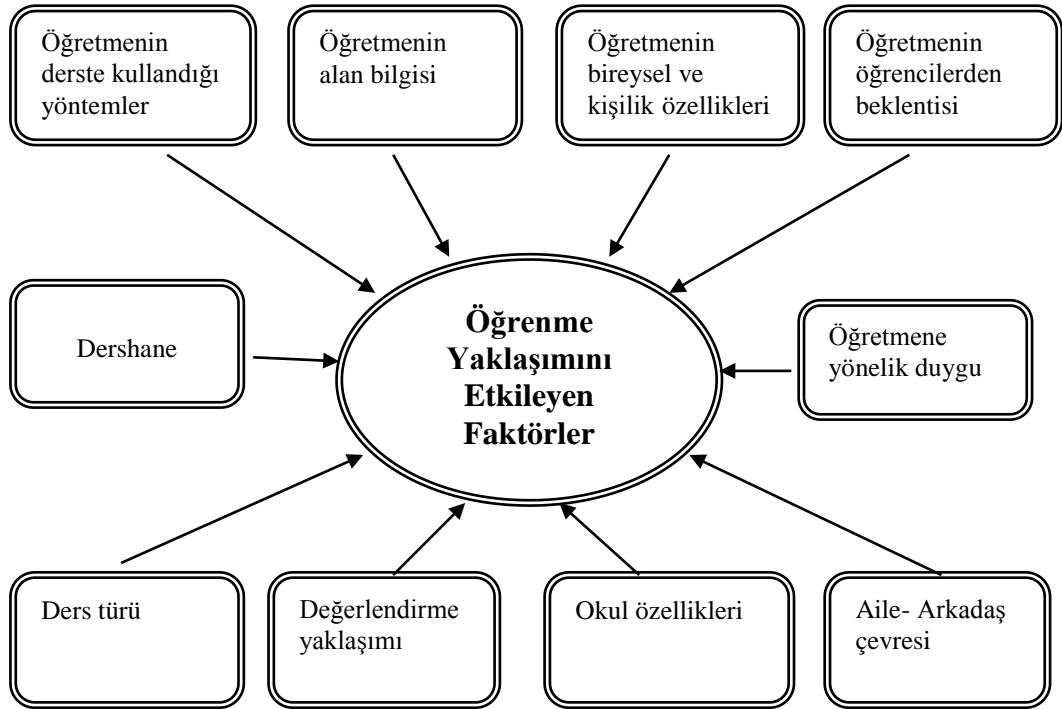 Öğretmenin
derste kullandığı
yöntemler
Öğretmenin
alan bilgisi
Öğretmenin
bireysel ve
kişilik özellikleri
Öğretmenin
öğrencilerden
beklentisi
Dershane
Öğrenme
Yaklaşımını
Etkileyen
Faktörler
Öğretmene
yönelik duygu
Ders türü
Değerlendirme
yaklaşımı
Okul özellikleri
Aile- Arkadaş
çevresi